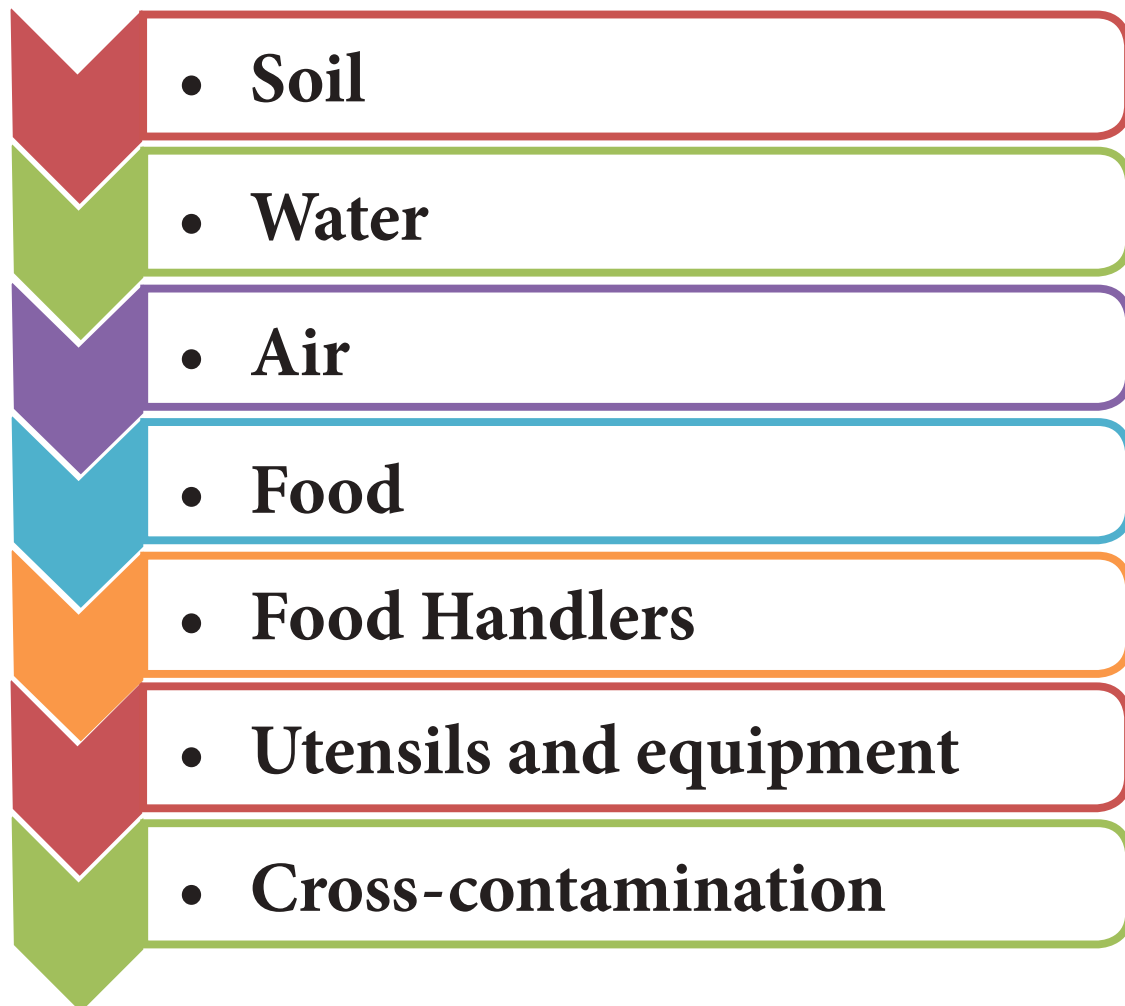 • Soil
• Water
• Air
• Food
• Food Handlers
• Utensils and equipment
• Cross-contamination